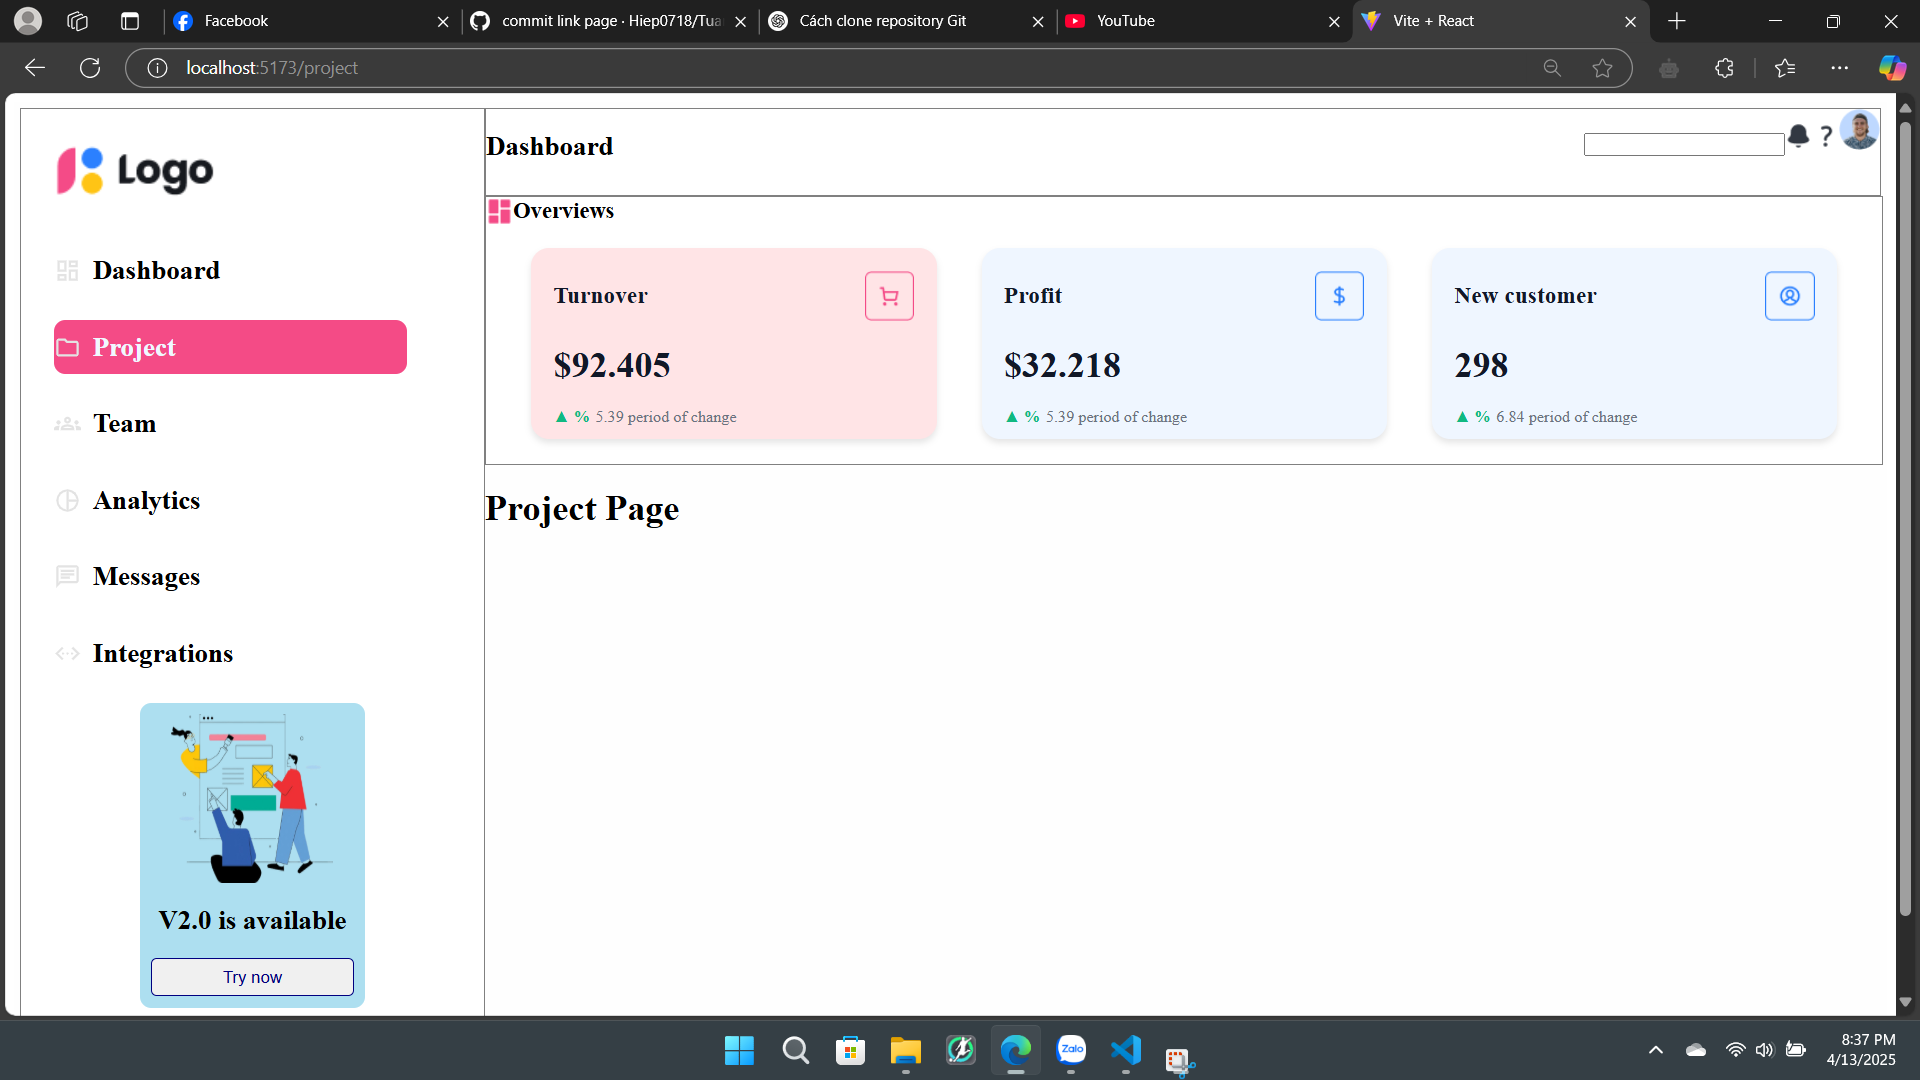 Facebook
commit link page · Hiep0718/Tua
Cách clone repository Git
YouTube
Vite + React
localhost:5173/project
Logo
Dashboard
Project
Team
Analytics
Messages
Integrations
V2.0 is available
Try now
Dashboard
?
Overviews
Turnover
$92.405
▲ % 5.39 period of change
Profit
$
$32.218
▲ % 5.39 period of change
New customer
298
▲ % 6.84 period of change
Project Page
Zalo
8:37 PM
4/13/2025